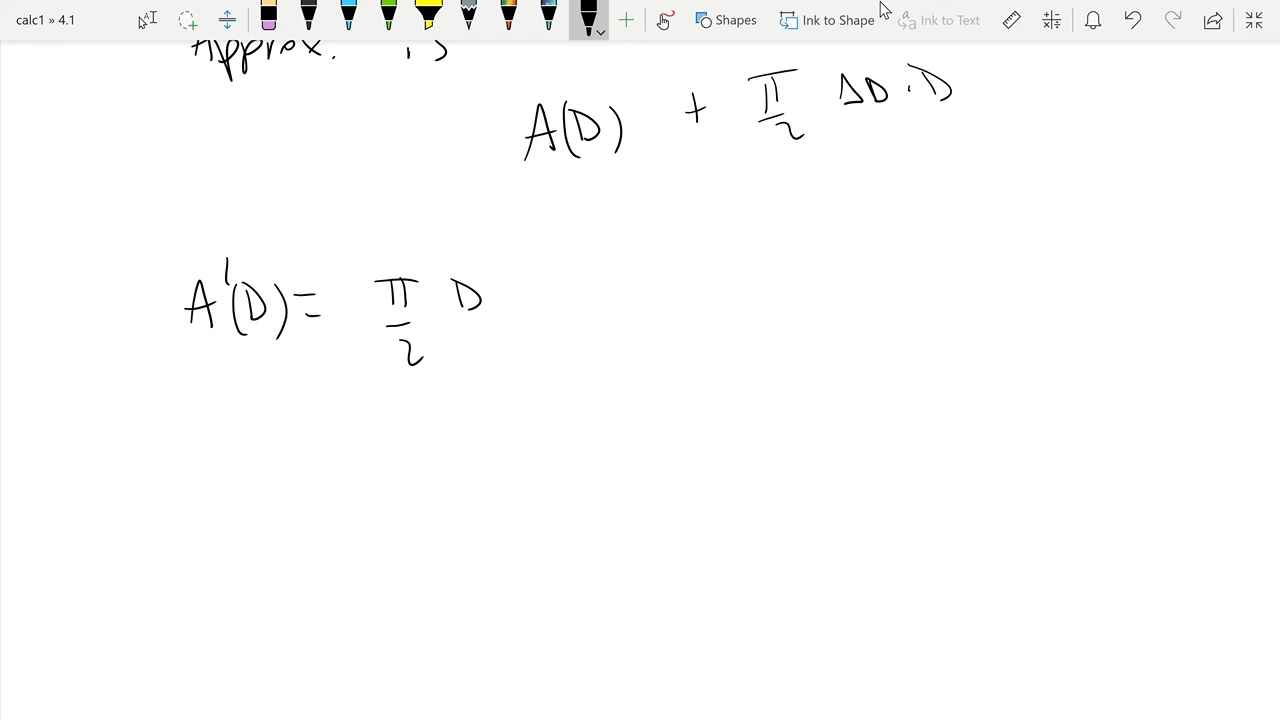 calc1 » 4.1 Shapes Ink to Shape Ink to Text
Approx. is
A(D) + π/2 ΔD · D
A'(D) = π/2 D